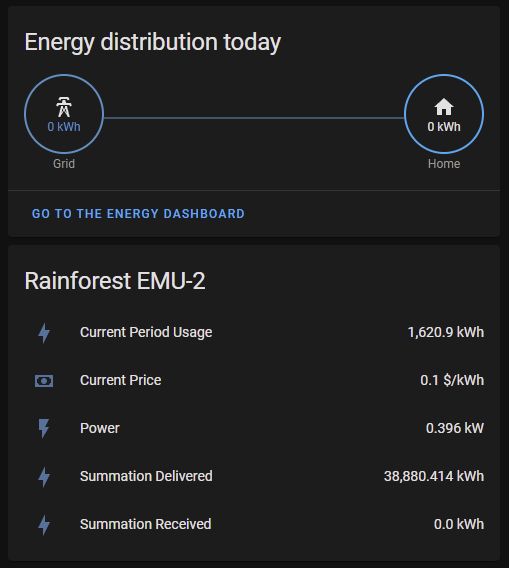 Energy distribution today
0 kWh
0 kWh
Grid
Home
GO TO THE ENERGY DASHBOARD
Rainforest EMU-2
Current Period Usage 1,620.9 kWh
Current Price 0.1 $/kWh
Power 0.396 kW
Summation Delivered 38,880.414 kWh
Summation Received 0.0 kWh